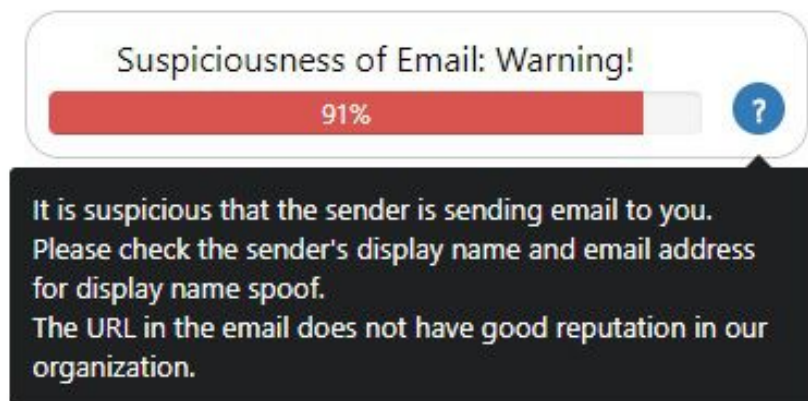 Suspiciousness of Email: Warning!
91%
?
It is suspicious that the sender is sending email to you.
Please check the sender's display name and email address
for display name spoof.
The URL in the email does not have good reputation in our
organization.